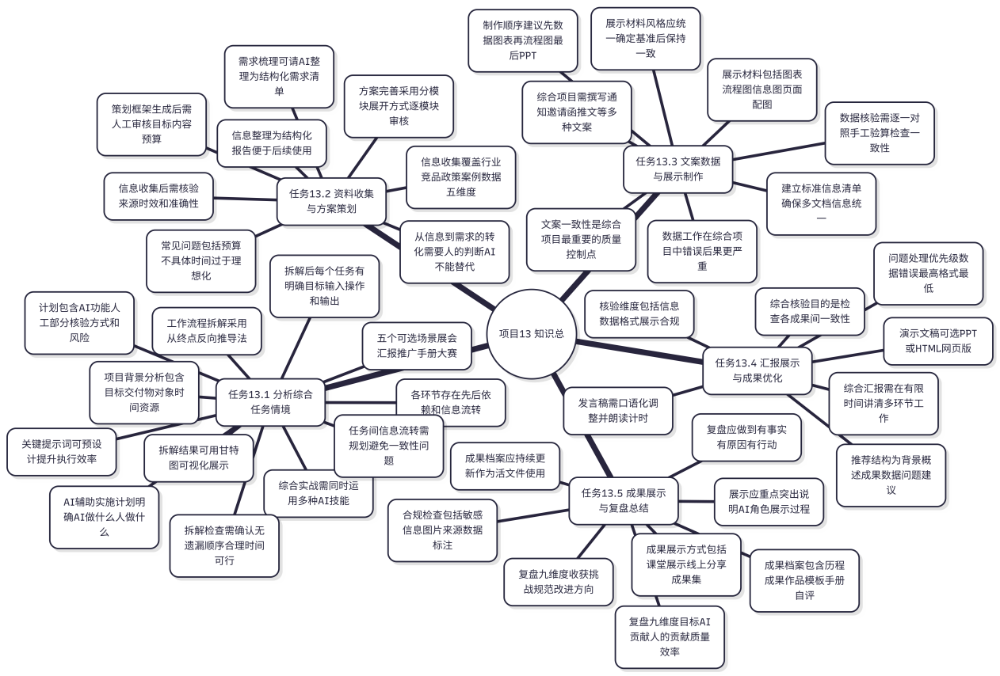 项目13 知识总
任务13.1 分析综合
任务情境
项目背景分析包含
目标交付物对象时
间资源
计划包含AI功能人
工部分核验方式和
风险
工作流程拆解采用
从终点反向推导法
拆解后每个任务有
明确目标输入操作
和输出
五个可选场景展会
汇报推广手册大赛
各环节存在先后依
赖和信息流转
任务间信息流转需
规划避免一致性问
题
综合实战需同时运
用多种AI技能
拆解检查需确认无
遗漏顺序合理时间
可行
拆解结果可用甘特
图可视化展示
AI辅助实施计划明
确AI做什么人做什
么
关键提示词可预设
计提升执行效率
任务13.2 资料收集
与方案策划
需求梳理可请AI整
理为结构化需求清
单
方案完善采用分模
块展开方式逐模块
审核
策划框架生成后需
人工审核目标内容
预算
信息整理为结构化
报告便于后续使用
信息收集覆盖行业
竞品政策案例数据
五维度
信息收集后需核验
来源时效和准确性
常见问题包括预算
不具体时间过于理
想化
从信息到需求的转
化需要人的判断AI
不能替代
任务13.3 文案数据
与展示制作
制作顺序建议先数
据图表再流程图最
后PPT
展示材料风格应统
一确定基准后保持
一致
展示材料包括图表
流程图信息图页面
配图
综合项目需撰写通
知邀请函推文等多
种文案
数据核验需逐一对
照手工验算检查一
致性
建立标准信息清单
确保多文档信息统
一
文案一致性是综合
项目最重要的质量
控制点
数据工作在综合项
目中错误后果更严
重
任务13.4 汇报展示
与成果优化
核验维度包括信息
数据格式展示合规
综合核验目的是检
查各成果间一致性
问题处理优先级数
据错误最高格式最
低
演示文稿可选PPT
或HTML网页版
综合汇报需在有限
时间讲清多环节工
作
推荐结构为背景概
述成果数据问题建
议
发言稿需口语化调
整并朗读计时
任务13.5 成果展示
与复盘总结
复盘应做到有事实
有原因有行动
成果档案应持续更
新作为活文件使用
展示应重点突出说
明AI角色展示过程
合规检查包括敏感
信息图片来源数据
标注
成果展示方式包括
课堂展示线上分享
成果集
成果档案包含历程
成果作品模板手册
自评
复盘九维度收获挑
战规范改进方向
复盘九维度目标AI
贡献人的贡献质量
效率